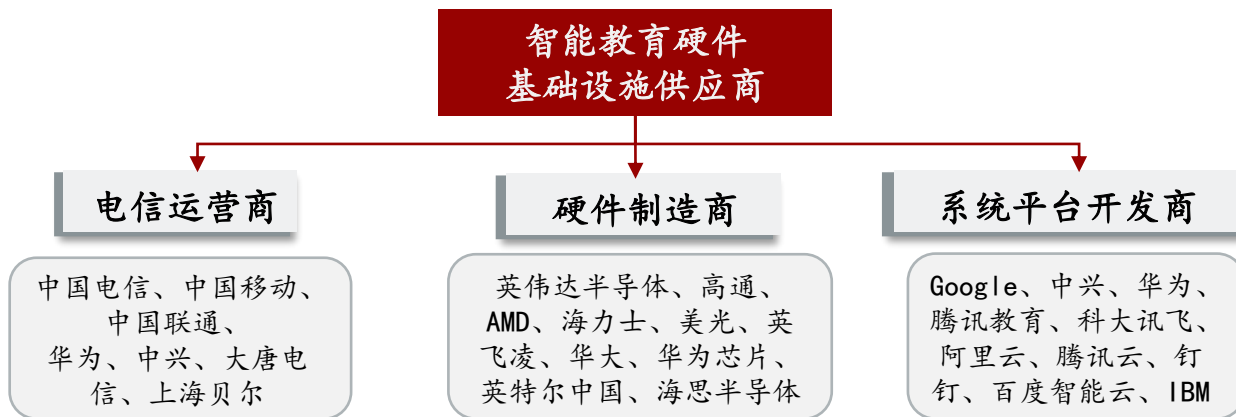 智能教育硬件
基础设施供应商
电信运营商
硬件制造商
系统平台开发商
中国电信、中国移动、
中国联通、
华为、中兴、大唐电
信、上海贝尔
英伟达半导体、高通、
AMD、海力士、美光、英
飞凌、华大、华为芯片、
英特尔中国、海思半导体
Google、中兴、华为、
腾讯教育、科大讯飞、
阿里云、腾讯云、钉
钉、百度智能云、IBM